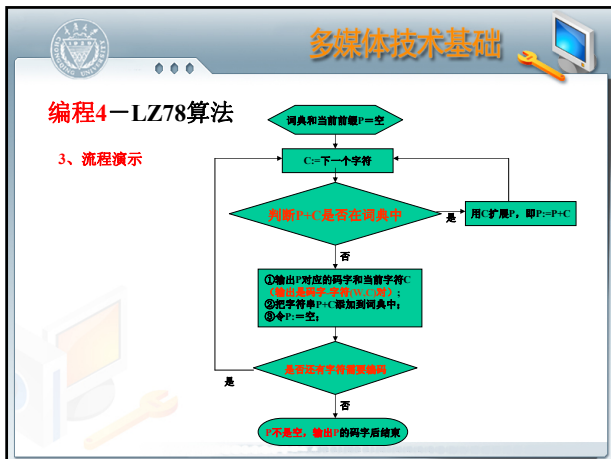 多媒体技术基础
编程4－LZ78算法
3、流程演示
词典和当前前缀P＝空
C:=下一个字符
判断P+C是否在词典中
是
用C扩展P，即P:=P+C
否
①输出P对应的码字和当前字符C
（输出是码字-字符(W,C)对）;
②把字符串P+C添加到词典中;
③令P:＝空;
是否还有字符需要编码
是
否
P不是空，输出P的码字后结束